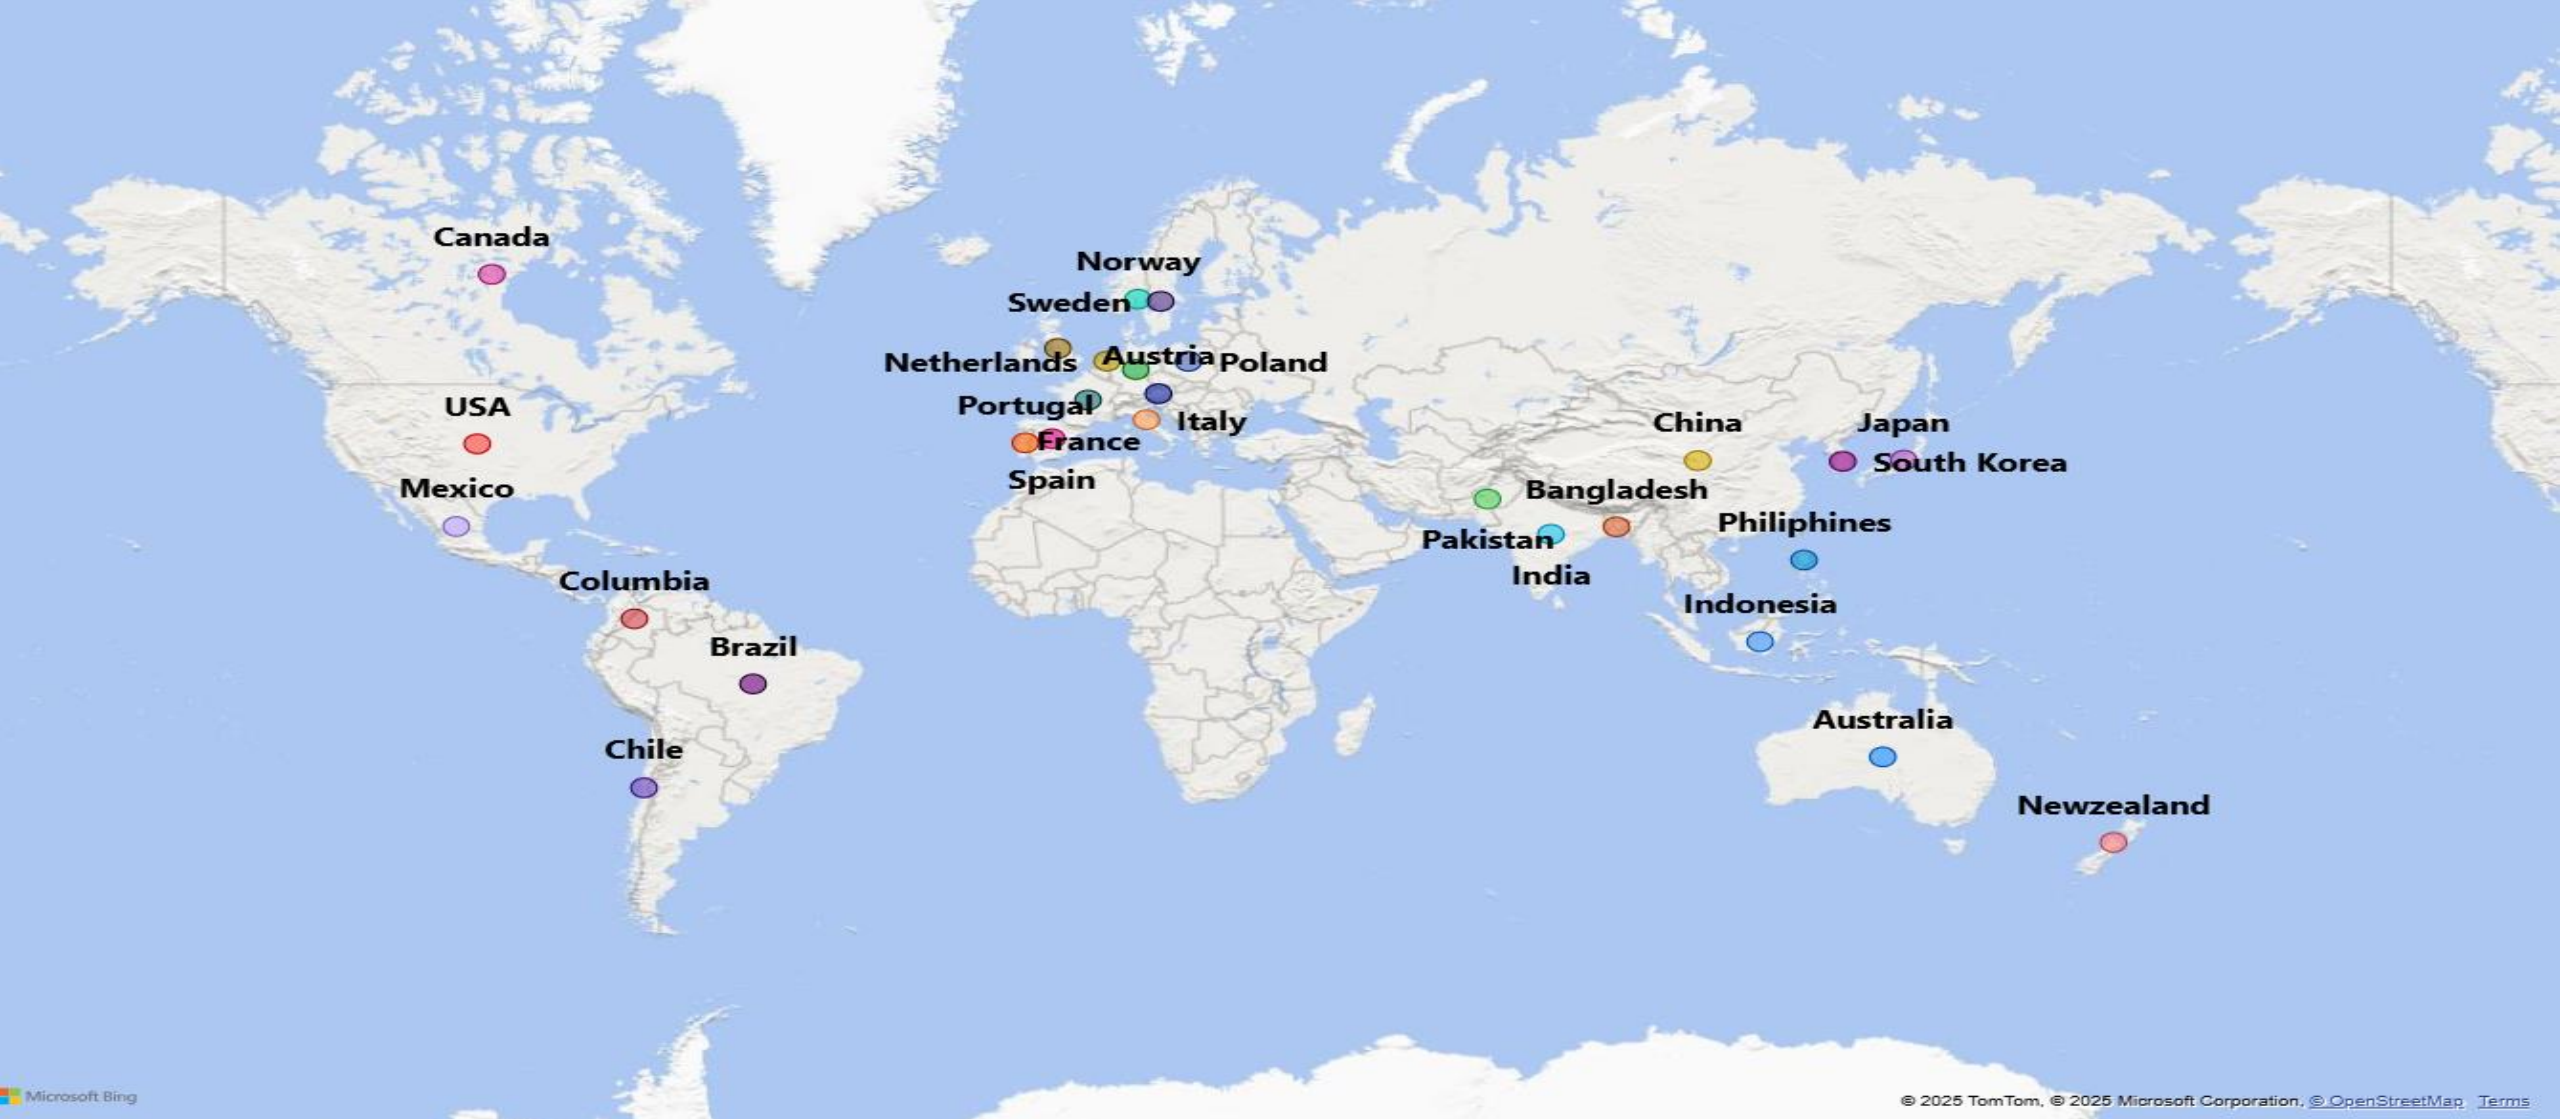 Canada
Norway
Sweden
Austria
Netherlands
Poland
Portugal
USA
Italy
China
Japan
France
South Korea
Spain
Mexico
Bangladesh
Philiphines
Pakistan
India
Columbia
Indonesia
Brazil
Australia
Chile
Newzealand
Microsoft Bing
© 2025 TomTom, © 2025 Microsoft Corporation, © OpenStreetMap Terms